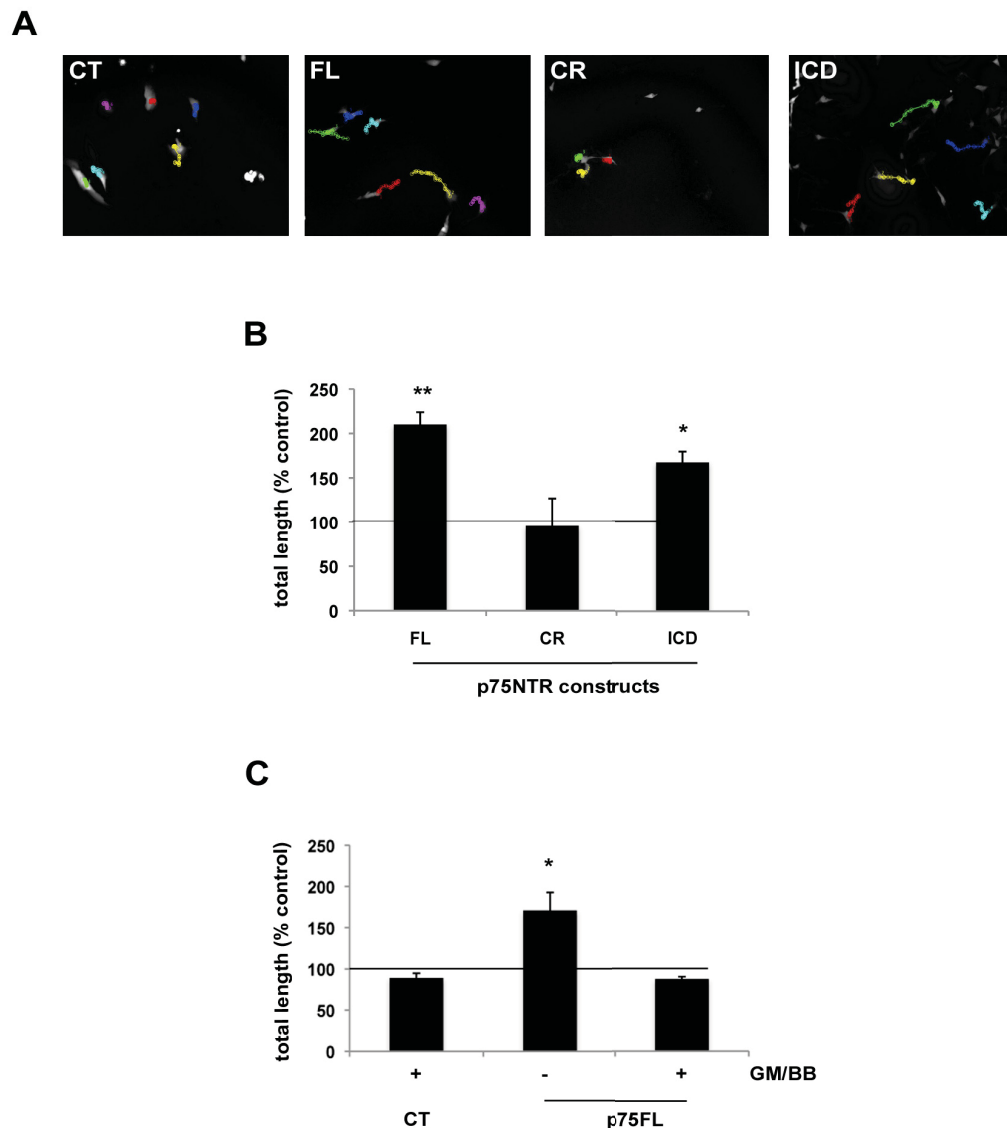 A
CT FL CR ICD
B
total length (% control)
250
200
150
100
50
0
**
*
FL CR ICD
p75NTR constructs
C
total length (% control)
250
200
150
100
50
0
*
+ - + GM/BB
CT p75FL